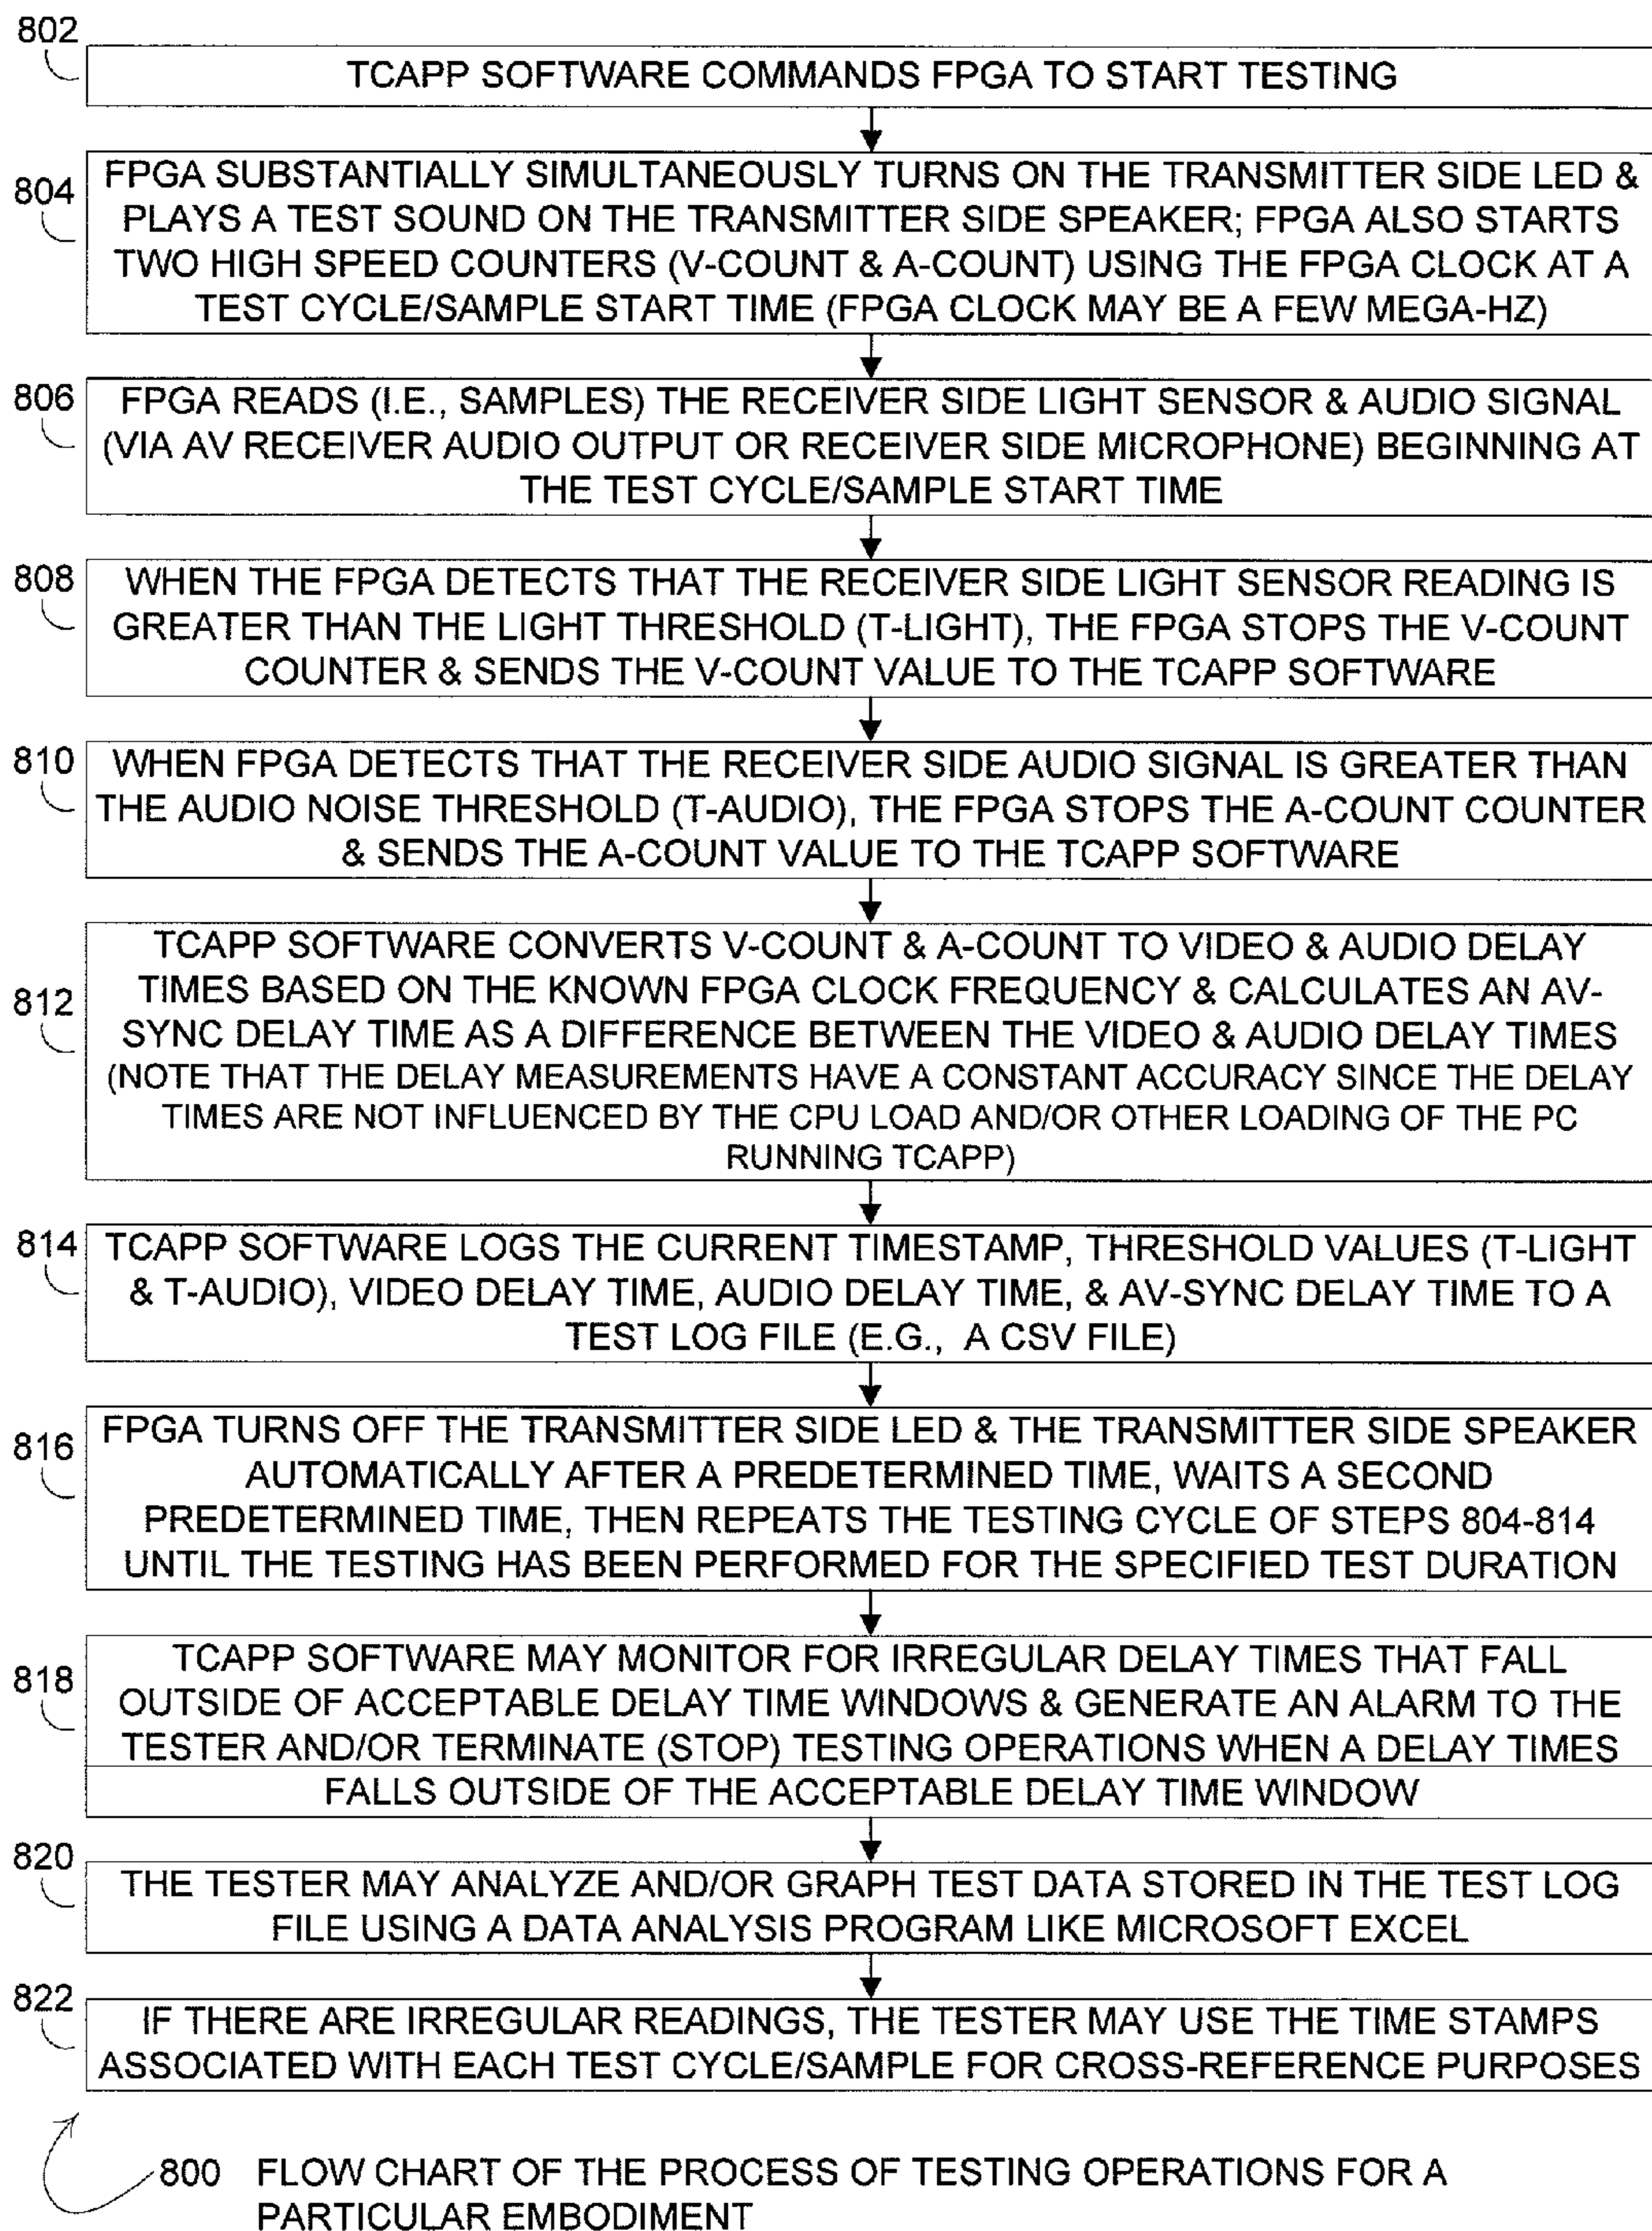 802
TCAPP SOFTWARE COMMANDS FPGA TO START TESTING
804
FPGA SUBSTANTIALLY SIMULTANEOUSLY TURNS ON THE TRANSMITTER SIDE LED &
PLAYS A TEST SOUND ON THE TRANSMITTER SIDE SPEAKER; FPGA ALSO STARTS
TWO HIGH SPEED COUNTERS (V-COUNT & A-COUNT) USING THE FPGA CLOCK AT A
TEST CYCLE/SAMPLE START TIME (FPGA CLOCK MAY BE A FEW MEGA-HZ)
806
FPGA READS (I.E., SAMPLES) THE RECEIVER SIDE LIGHT SENSOR & AUDIO SIGNAL
(VIA AV RECEIVER AUDIO OUTPUT OR RECEIVER SIDE MICROPHONE) BEGINNING AT
THE TEST CYCLE/SAMPLE START TIME
808
WHEN THE FPGA DETECTS THAT THE RECEIVER SIDE LIGHT SENSOR READING IS
GREATER THAN THE LIGHT THRESHOLD (T-LIGHT), THE FPGA STOPS THE V-COUNT
COUNTER & SENDS THE V-COUNT VALUE TO THE TCAPP SOFTWARE
810
WHEN FPGA DETECTS THAT THE RECEIVER SIDE AUDIO SIGNAL IS GREATER THAN
THE AUDIO NOISE THRESHOLD (T-AUDIO), THE FPGA STOPS THE A-COUNT COUNTER
& SENDS THE A-COUNT VALUE TO THE TCAPP SOFTWARE
812
TCAPP SOFTWARE CONVERTS V-COUNT & A-COUNT TO VIDEO & AUDIO DELAY
TIMES BASED ON THE KNOWN FPGA CLOCK FREQUENCY & CALCULATES AN AV-
SYNC DELAY TIME AS A DIFFERENCE BETWEEN THE VIDEO & AUDIO DELAY TIMES
(NOTE THAT THE DELAY MEASUREMENTS HAVE A CONSTANT ACCURACY SINCE THE DELAY
TIMES ARE NOT INFLUENCED BY THE CPU LOAD AND/OR OTHER LOADING OF THE PC
RUNNING TCAPP)
814
TCAPP SOFTWARE LOGS THE CURRENT TIMESTAMP, THRESHOLD VALUES (T-LIGHT
& T-AUDIO), VIDEO DELAY TIME, AUDIO DELAY TIME, & AV-SYNC DELAY TIME TO A
TEST LOG FILE (E.G., A CSV FILE)
816
FPGA TURNS OFF THE TRANSMITTER SIDE LED & THE TRANSMITTER SIDE SPEAKER
AUTOMATICALLY AFTER A PREDETERMINED TIME, WAITS A SECOND
PREDETERMINED TIME, THEN REPEATS THE TESTING CYCLE OF STEPS 804-814
UNTIL THE TESTING HAS BEEN PERFORMED FOR THE SPECIFIED TEST DURATION
818
TCAPP SOFTWARE MAY MONITOR FOR IRREGULAR DELAY TIMES THAT FALL
OUTSIDE OF ACCEPTABLE DELAY TIME WINDOWS & GENERATE AN ALARM TO THE
TESTER AND/OR TERMINATE (STOP) TESTING OPERATIONS WHEN A DELAY TIMES
FALLS OUTSIDE OF THE ACCEPTABLE DELAY TIME WINDOW
820
THE TESTER MAY ANALYZE AND/OR GRAPH TEST DATA STORED IN THE TEST LOG
FILE USING A DATA ANALYSIS PROGRAM LIKE MICROSOFT EXCEL
822
IF THERE ARE IRREGULAR READINGS, THE TESTER MAY USE THE TIME STAMPS
ASSOCIATED WITH EACH TEST CYCLE/SAMPLE FOR CROSS-REFERENCE PURPOSES
800 FLOW CHART OF THE PROCESS OF TESTING OPERATIONS FOR A
PARTICULAR EMBODIMENT